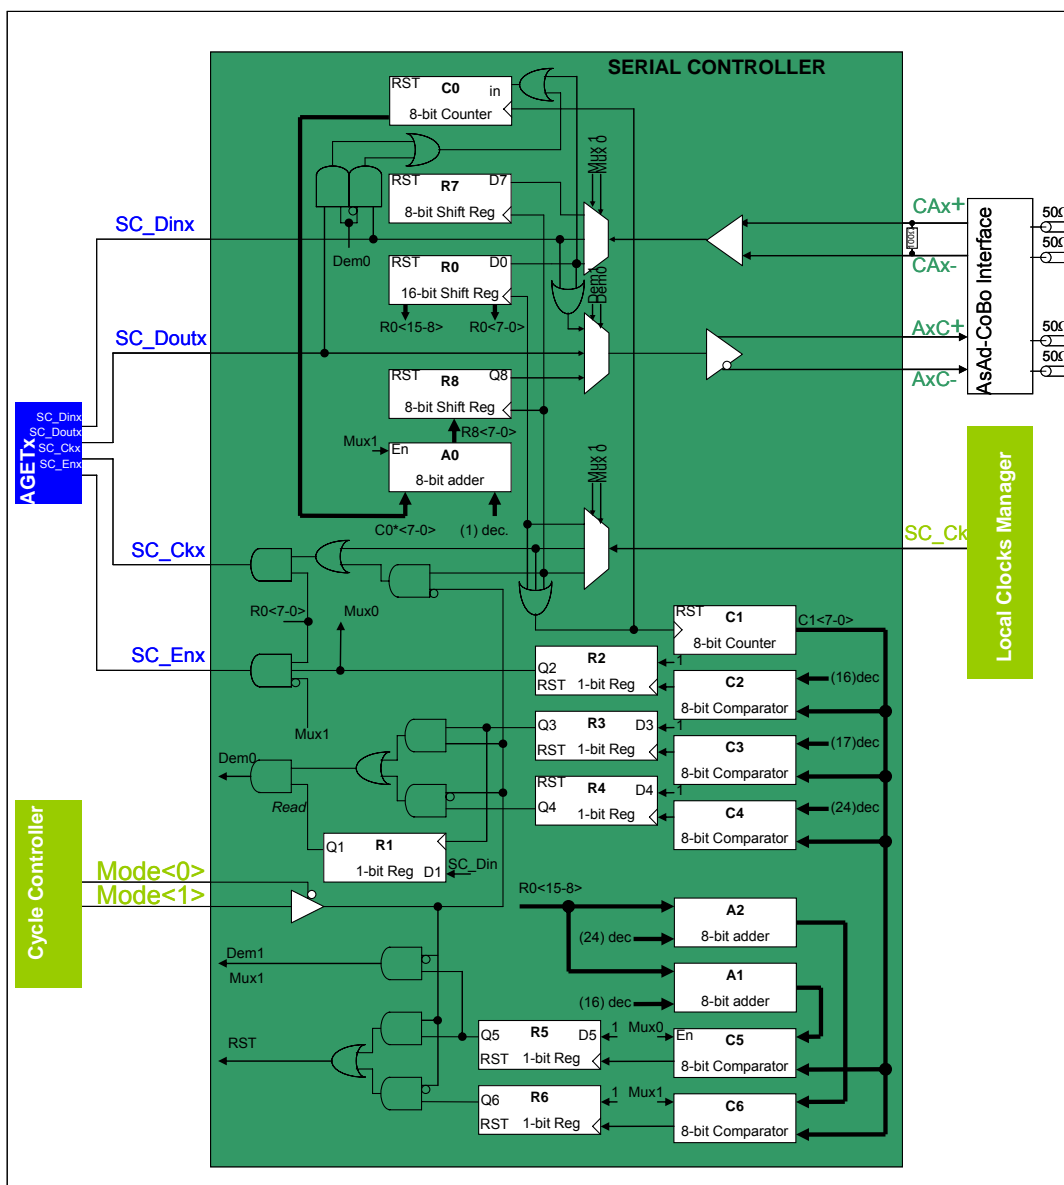 SERIAL CONTROLLER
RST C0 in
8-bit Counter
RST R7 D7
8-bit Shift Reg
Mux 0
SC_Dinx
Dem0
RST R0 D0
16-bit Shift Reg
R0<15-8> R0<7-0>
Dem1
Dem0
CAx+
100Ω
CAx-
AxC+
AxC-
AsAd-CoBo Interface
50Ω
50Ω
50Ω
50Ω
SC_Doutx
RST R8 Q8
8-bit Shift Reg
R8<7-0>
Mux1
En A0
8-bit adder
C0*<7-0> (1) dec.
Mux 0
AGETx
SC_Dinx
SC_Doutx
SC_Ckx
SC_Enx
SC_Ck
Local Clocks Manager
SC_Ckx
R0<7-0>
Mux0
SC_Enx
Mux1
RST C1
8-bit Counter
C1<7-0>
Q2 R2 1
RST 1-bit Reg
C2
8-bit Comparator
(16)dec
Q3 R3 D3 1
RST 1-bit Reg
C3
8-bit Comparator
(17)dec
RST R4 D4 1
Q4 1-bit Reg
C4
8-bit Comparator
(24)dec
Dem0
Read
Q1 R1
1-bit Reg D1
SC_Din
Cycle Controller
Mode<0>
Mode<1>
R0<15-8>
A2
8-bit adder
(24) dec
A1
8-bit adder
(16) dec
Dem1
Mux1
RST
Q5 R5 D5 1 Mux0
RST 1-bit Reg
En C5
8-bit Comparator
Q6 R6 1 Mux1
RST 1-bit Reg
C6
8-bit Comparator